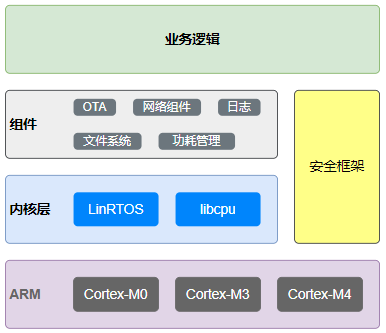 业务逻辑
OTA 网络组件 日志
组件
文件系统 功耗管理
安全框架
内核层 LinRTOS libcpu
ARM Cortex-M0 Cortex-M3 Cortex-M4